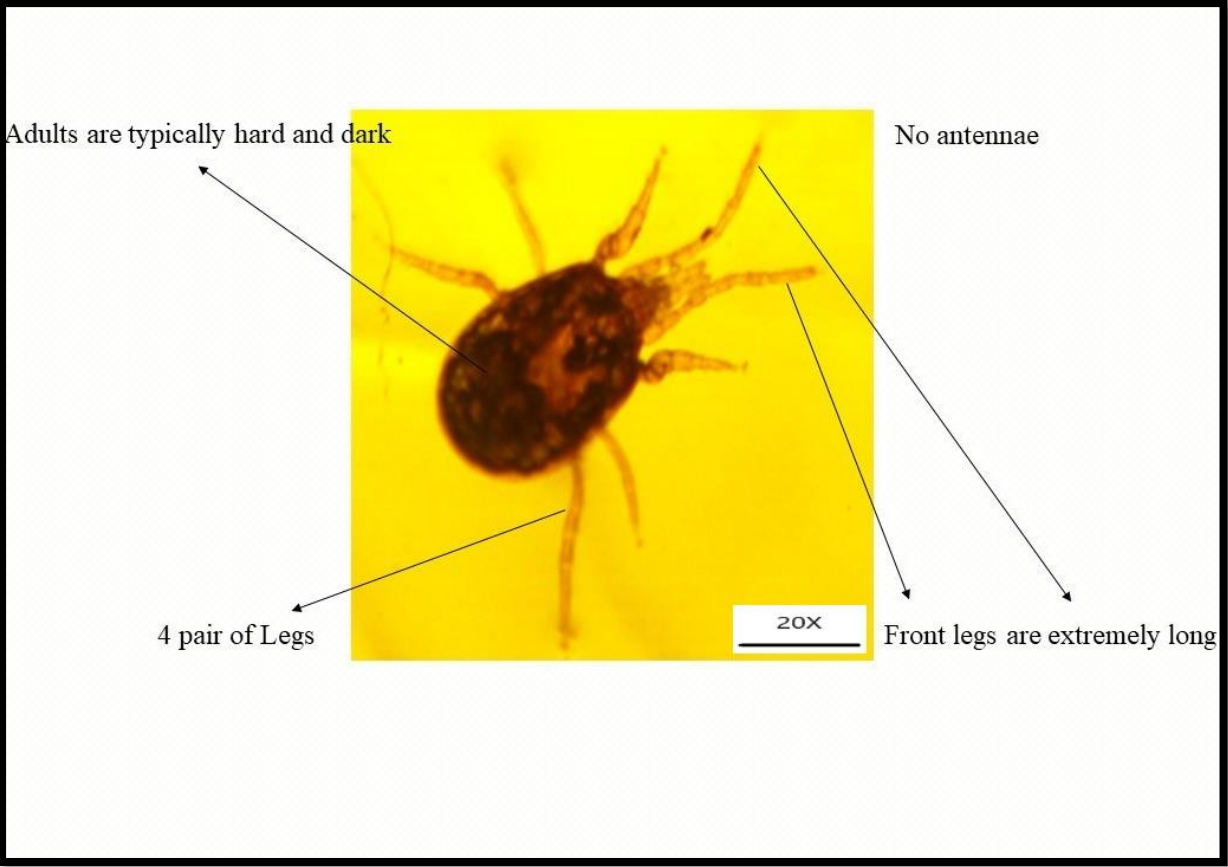 Adults are typically hard and dark
No antennae
20X
4 pair of Legs
Front legs are extremely long